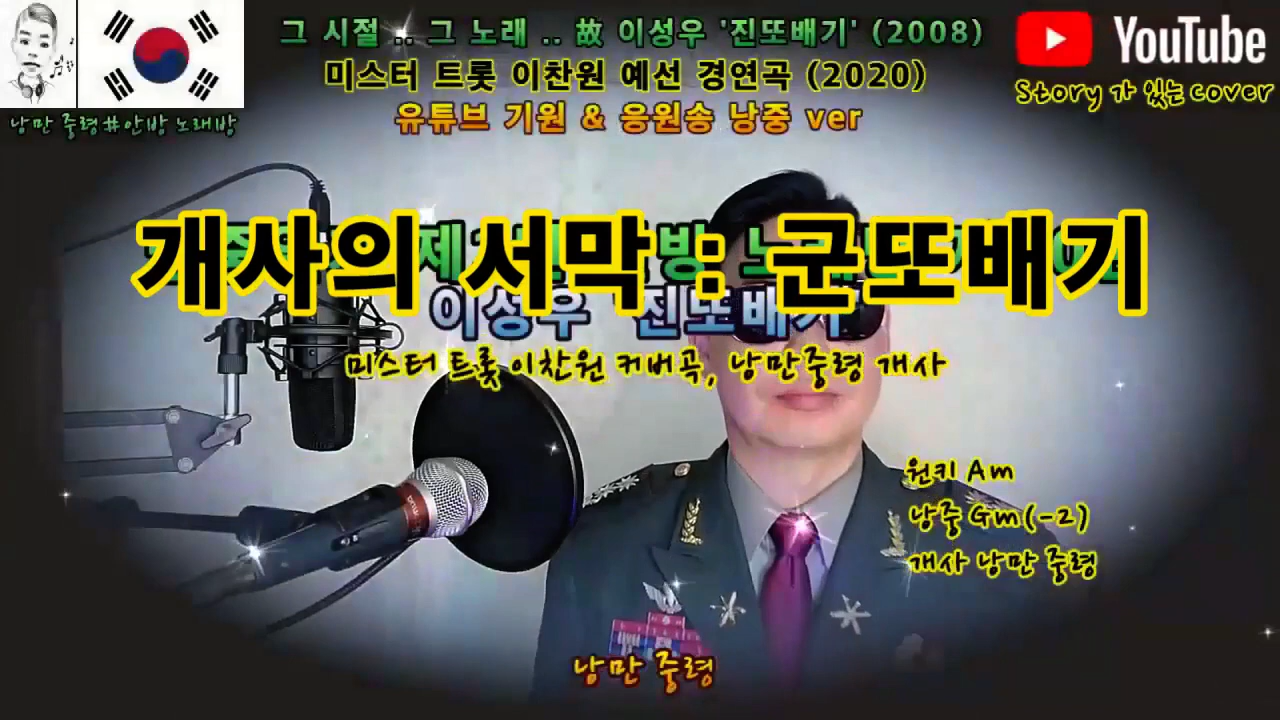 그 시절 .. 그 노래 .. 故 이성우 '진또배기' (2008)
미스터 트롯 이찬원 예선 경연곡 (2020)
유튜브 기원 & 응원송 낭중 ver
YouTube
Story가 있는 cover
낭만 중령#안방 노래방
개사의 서막 : 군또배기
이성우 '진또배기'
미스터 트롯 이찬원 커버곡, 낭만중령 개사
원키 Am
낭중 Gm(-2)
개사 낭만 중령
낭만 중령